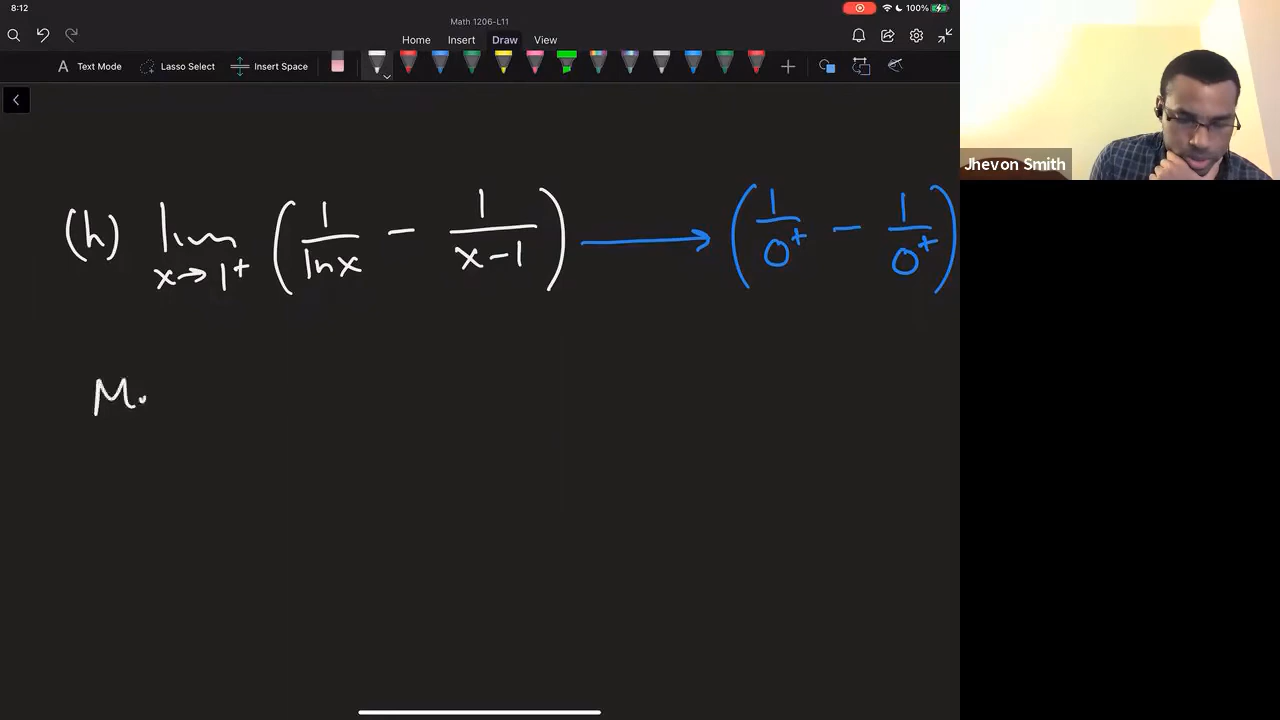 8:12
100%
Math 1206-L11
Home Insert Draw View
Text Mode Lasso Select Insert Space
Jhevon Smith
(h) lim x→1⁺ (1/ln x − 1/(x−1)) → (1/0⁺ − 1/0⁺)
M.